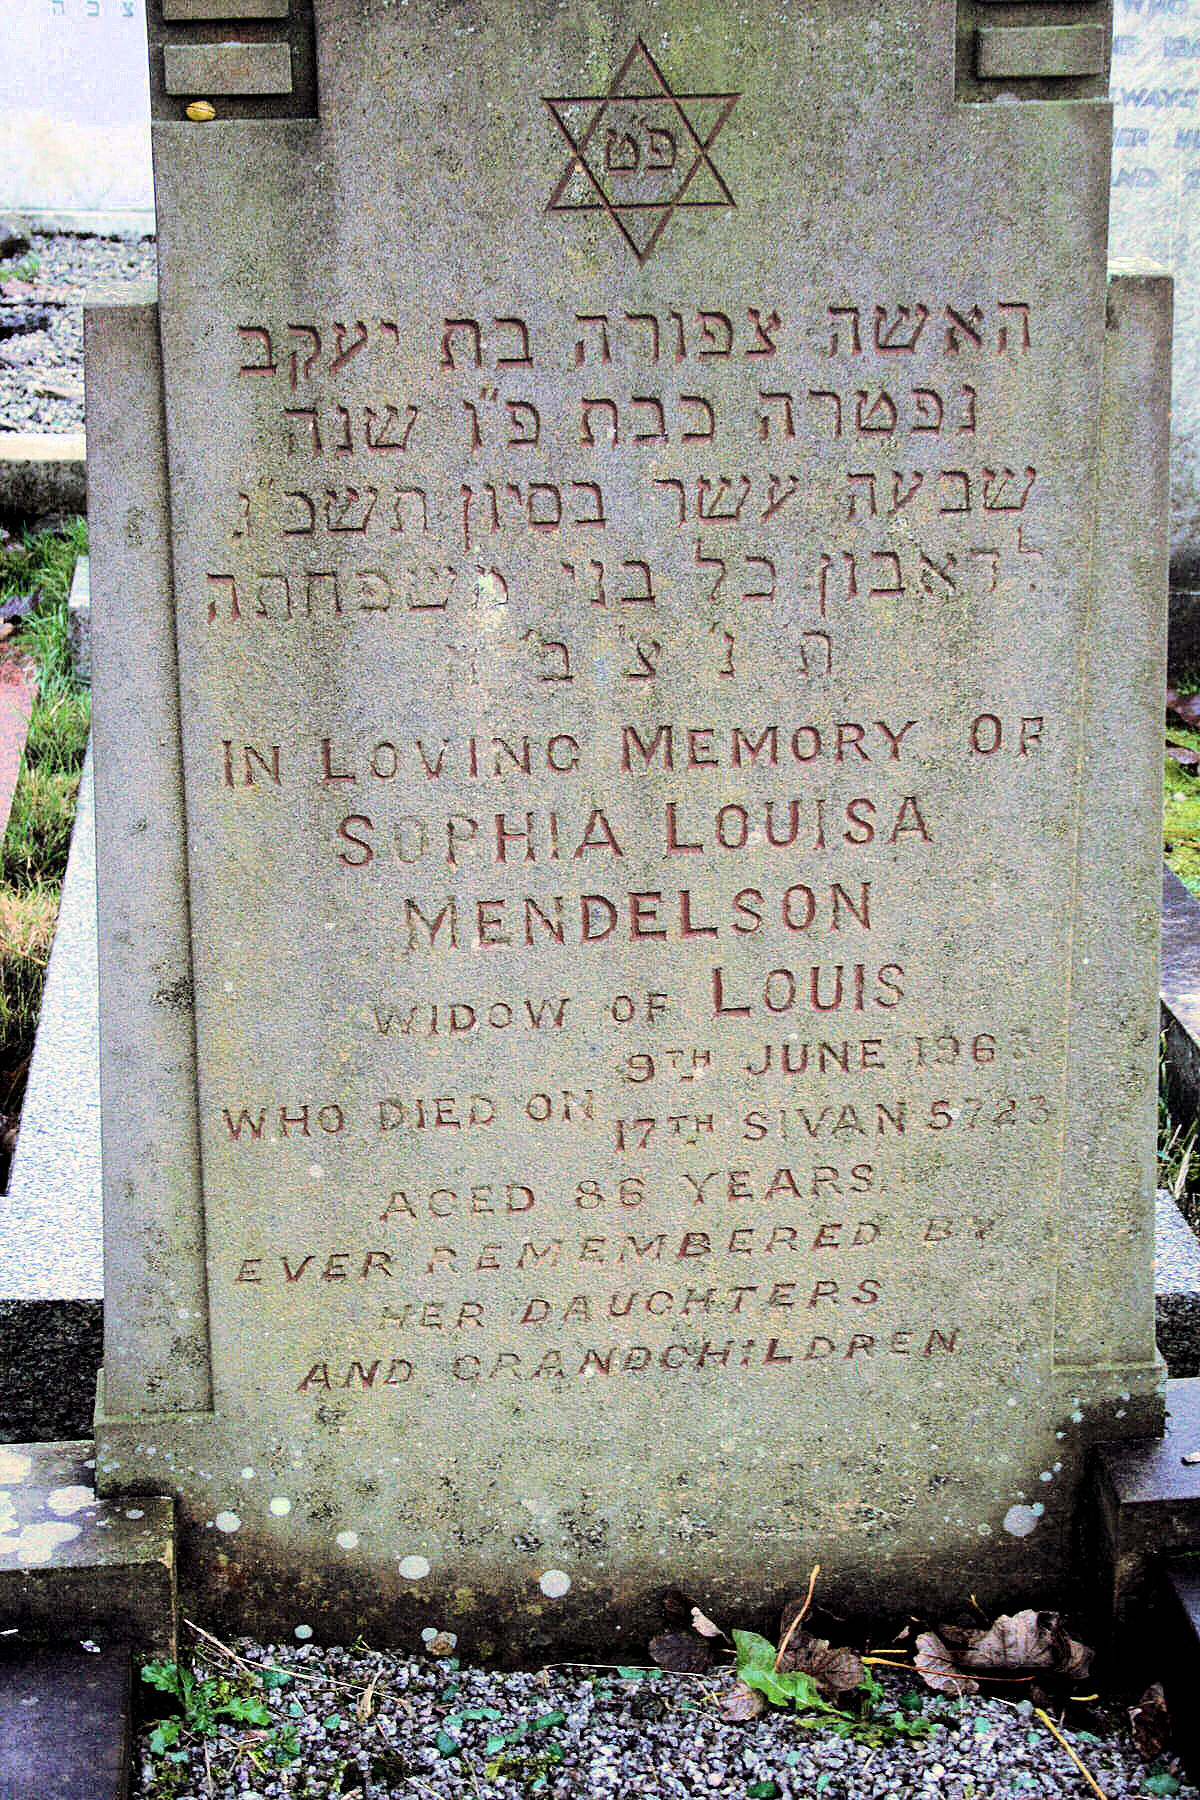 פ"ט
האשה צפורה בת יעקב
נפטרה כבת פ"ו שנה
שבעה עשר בסיון תשכ"ג
לדאבון כל בני משפחתה
ת' נ' צ' ב'
IN LOVING MEMORY OF
SOPHIA LOUISA
MENDELSON
WIDOW OF LOUIS
9TH JUNE 196
WHO DIED ON
17TH SIVAN 5723
AGED 86 YEARS.
EVER REMEMBERED BY
HER DAUGHTERS
AND GRANDCHILDREN